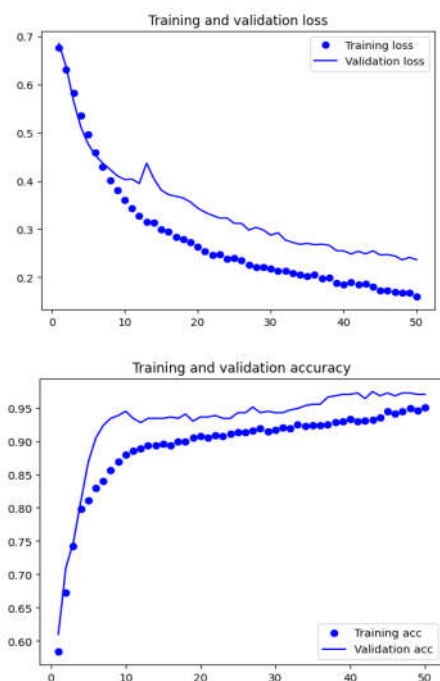 Training and validation loss
0.7
0.6
0.5
0.4
0.3
0.2
Training loss
Validation loss
0 10 20 30 40 50
Training and validation accuracy
0.95
0.90
0.85
0.80
0.75
0.70
0.65
0.60
Training acc
Validation acc
0 10 20 30 40 50